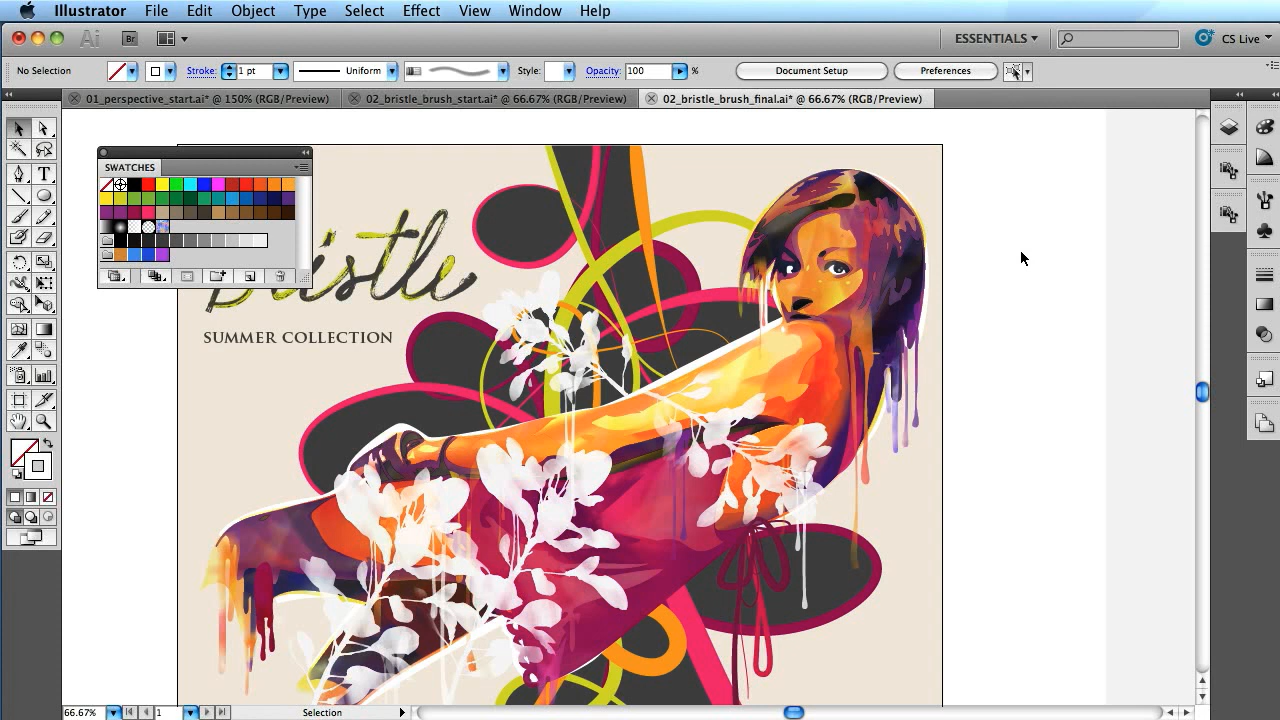 Illustrator File Edit Object Type Select Effect View Window Help
Ai Br ESSENTIALS CS Live
No Selection Stroke: 1 pt Uniform Style: Opacity: 100 % Document Setup Preferences
01_perspective_start.ai* @ 150% (RGB/Preview) 02_bristle_brush_start.ai* @ 66.67% (RGB/Preview) 02_bristle_brush_final.ai* @ 66.67% (RGB/Preview)
SWATCHES
T
SUMMER COLLECTION
66.67% 1 Selection